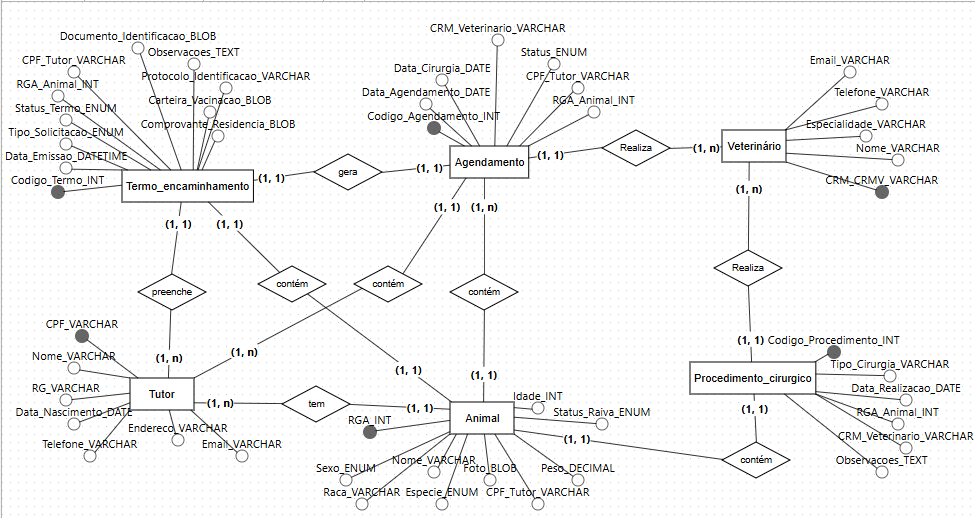 Documento_Identificacao_BLOB
CPF_Tutor_VARCHAR
Observacoes_TEXT
RGA_Animal_INT
Protocolo_Identificacao_VARCHAR
Status_Termo_ENUM
Carteira_Vacinacao_BLOB
Tipo_Solicitacao_ENUM
Comprovante_Residencia_BLOB
Data_Emissao_DATETIME
Codigo_Termo_INT
Termo_encaminhamento
(1, 1)
gera
(1, 1)
CRM_Veterinario_VARCHAR
Status_ENUM
Data_Cirurgia_DATE
CPF_Tutor_VARCHAR
Data_Agendamento_DATE
RGA_Animal_INT
Codigo_Agendamento_INT
Agendamento
(1, 1)
Realiza
(1, n)
Email_VARCHAR
Telefone_VARCHAR
Especialidade_VARCHAR
Veterinário
Nome_VARCHAR
CRM_CRMV_VARCHAR
(1, 1)
(1, 1)
(1, 1)
(1, n)
(1, n)
preenche
contém
contém
contém
Realiza
(1, n)
(1, n)
(1, 1)
(1, 1)
(1, 1)
CPF_VARCHAR
Nome_VARCHAR
RG_VARCHAR
Tutor
Data_Nascimento_DATE
Endereco_VARCHAR
Telefone_VARCHAR
Email_VARCHAR
(1, n)
tem
(1, 1)
Idade_INT
Status_Raiva_ENUM
RGA_INT
Animal
(1, 1)
Sexo_ENUM
Nome_VARCHAR
Foto_BLOB
Peso_DECIMAL
Raca_VARCHAR
Especie_ENUM
CPF_Tutor_VARCHAR
Codigo_Procedimento_INT
Tipo_Cirurgia_VARCHAR
Procedimento_cirurgico
Data_Realizacao_DATE
(1, 1)
RGA_Animal_INT
CRM_Veterinario_VARCHAR
Observacoes_TEXT
contém